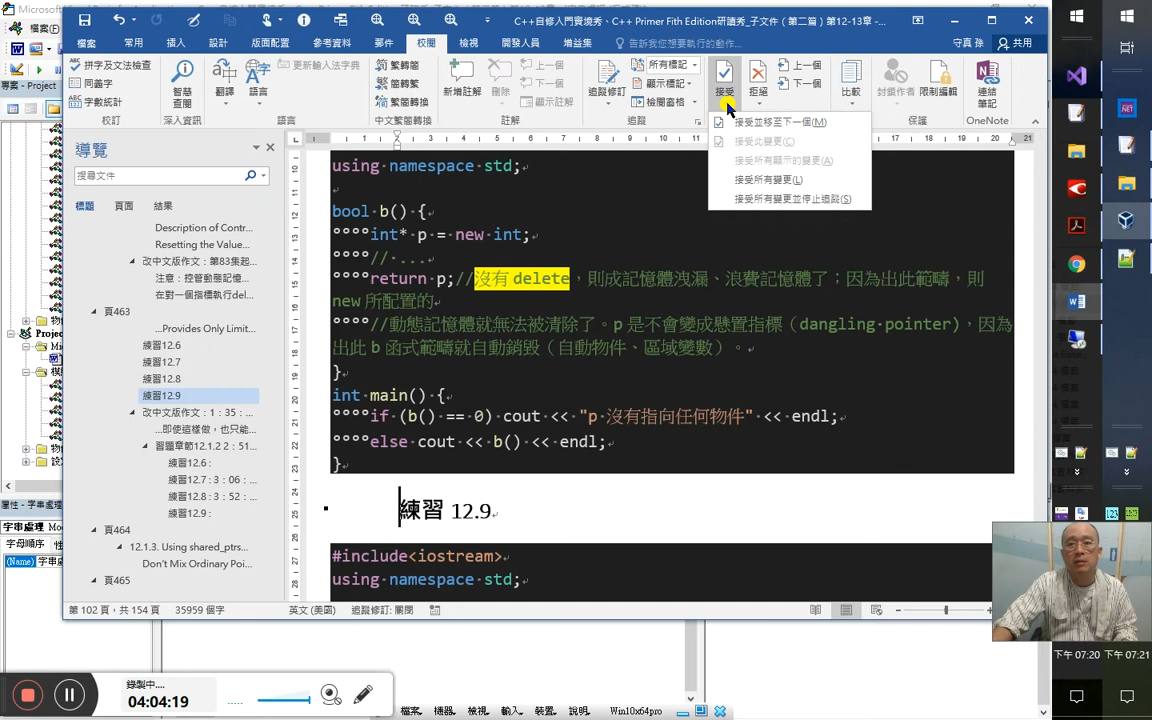 C++自修入門實境秀、C++ Primer Fith Edition研讀秀_子文件（第二篇）12-13章 -...
檔案 常用 插入 設計 版面配置 參考資料 郵件 校閱 檢視 開發人員 增益集 告訴我您想要執行的動作... 守真 孫 共用
拼字及文法檢查
同義字
字數統計
校訂
智慧查閱
深入資訊
翻譯
語言
更新輸入法字典
語言
繁轉簡
簡轉繁
繁簡轉換
中文繁簡轉換
新增註解
刪除
上一個
下一個
顯示註解
註解
追蹤修訂
所有標記
顯示標記
檢閱窗格
追蹤
接受
拒絕
上一個
下一個
比較
封鎖作者
限制編輯
保護
連結筆記
OneNote
接受並移至下一個(M)
接受此變更(C)
接受所有顯示的變更(A)
接受所有變更(L)
接受所有變更並停止追蹤(S)
導覽
搜尋文件
標題 頁面 結果
Description of Contr...
Resetting the Value...
改中文版作文：第83集起...
注意：控管動態記憶...
在對一個指標執行del...
頁463
...Provides Only Limit...
練習12.6
練習12.7
練習12.8
練習12.9
改中文版作文：1：35：...
...即使這樣做，也只能...
習題章節12.1.2 2：51...
練習12.6：
練習12.7：3：06：...
練習12.8：3：52：...
練習12.9：
頁464
12.1.3. Using shared_ptrs...
Don't Mix Ordinary Poi...
頁465
using namespace std;
bool b() {
int* p = new int;
// ...
return p;//沒有 delete，則成記憶體洩漏、浪費記憶體了；因為出此範疇，則
new 所配置的
//動態記憶體就無法被清除了。p 是不會變成懸置指標（dangling pointer），因為
出此 b 函式範疇就自動銷毀（自動物件、區域變數）。
}
int main() {
if (b() == 0) cout << "p 沒有指向任何物件" << endl;
else cout << b() << endl;
}
練習 12.9
#include<iostream>
using namespace std;
第 102 頁，共 154 頁 35959 個字 英文 (美國) 追蹤修訂: 關閉
錄製中...
04:04:19
檔案、 機器、 檢視、 輸入、 裝置、 說明、 Win10x64pro
下午 07:20 下午 07:21